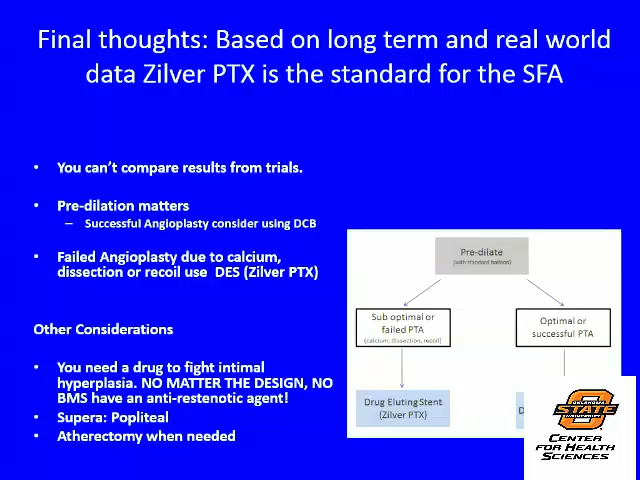 Final thoughts: Based on long term and real world
data Zilver PTX is the standard for the SFA
• You can't compare results from trials.
• Pre-dilation matters
– Successful Angioplasty consider using DCB
• Failed Angioplasty due to calcium,
dissection or recoil use DES (Zilver PTX)
Other Considerations
• You need a drug to fight intimal
hyperplasia. NO MATTER THE DESIGN, NO
BMS have an anti-restenotic agent!
• Supera: Popliteal
• Atherectomy when needed
Pre-dilate
(with standard balloon)
Sub optimal or
failed PTA
(calcium, dissection, recoil)
Optimal or
successful PTA
Drug Eluting Stent
(Zilver PTX)
D
OKLAHOMA
STATE
UNIVERSITY
CENTER
FOR HEALTH
SCIENCES